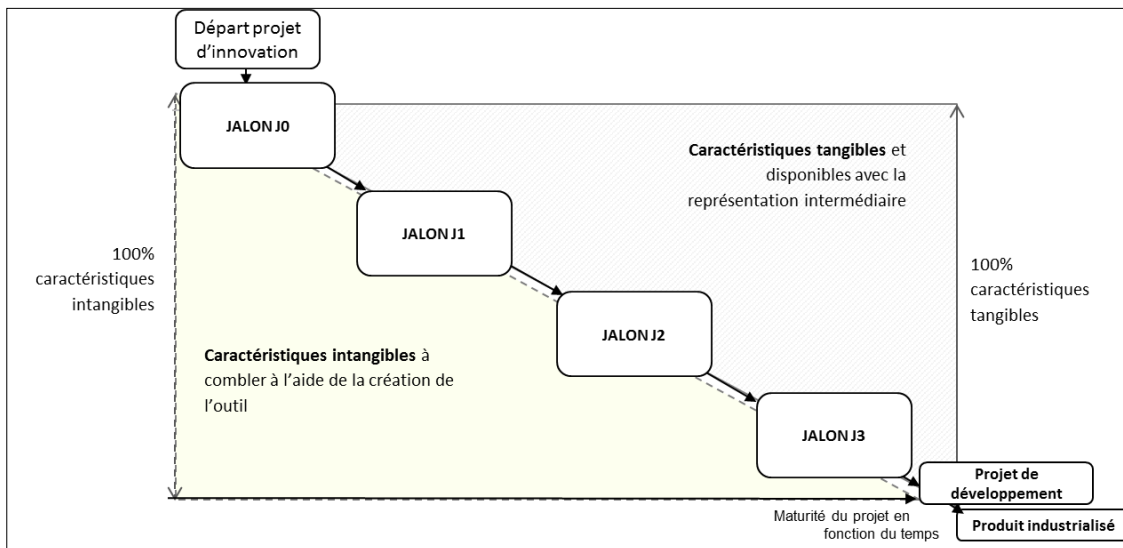 Départ projet
d’innovation
JALON J0
Caractéristiques tangibles et
disponibles avec la
représentation intermédiaire
JALON J1
100%
caractéristiques
intangibles
100%
caractéristiques
tangibles
JALON J2
Caractéristiques intangibles à
combler à l’aide de la création de
l’outil
JALON J3
Projet de
développement
Maturité du projet en
fonction du temps
Produit industrialisé